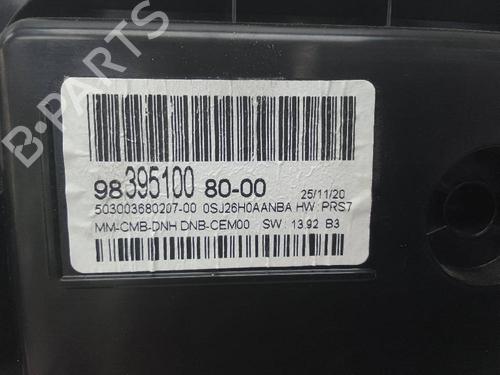 98 395100 80-00
25/11/20
503003680207-00 0SJ26H0AANBA HW: PRS7
MM-CMB-DNH DNB-CEM00 SW: 13.92 B3
B-PARTS